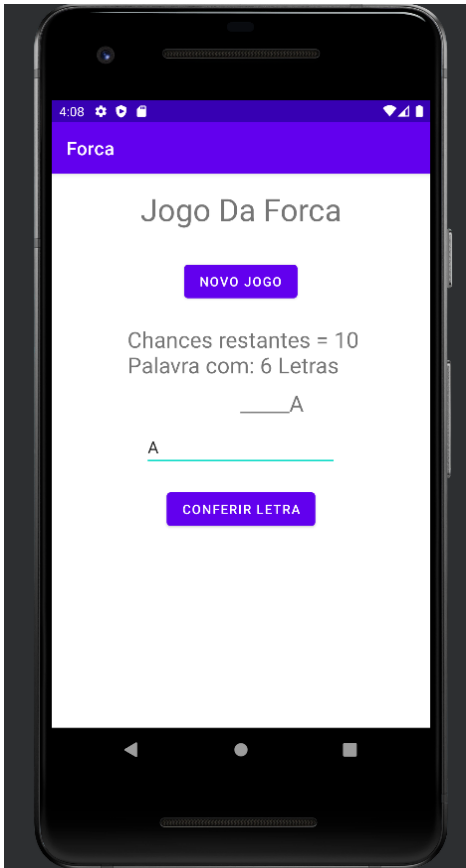 4:08
Forca
Jogo Da Forca
NOVO JOGO
Chances restantes = 10
Palavra com: 6 Letras
_____A
A
CONFERIR LETRA